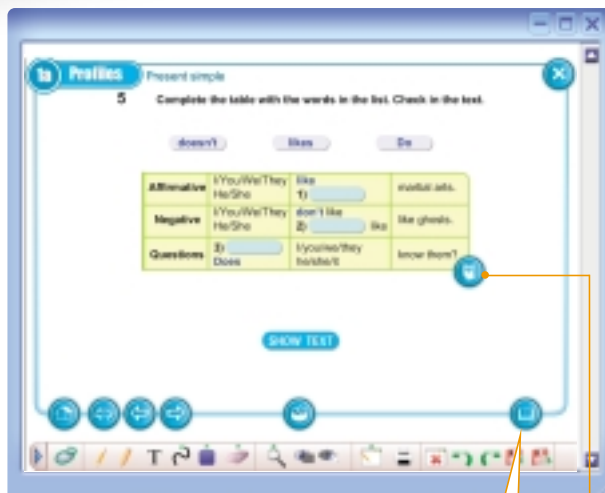 1a Profiles Present simple
5 Complete the table with the words in the list. Check in the text.
doesn't likes Do
Affirmative I/You/We/They like martial arts.
He/She 1)
Negative I/You/We/They don't like like ghosts.
He/She 2) like
Questions 3) I/you/we/they know them?
Does he/she/it
SHOW TEXT
T